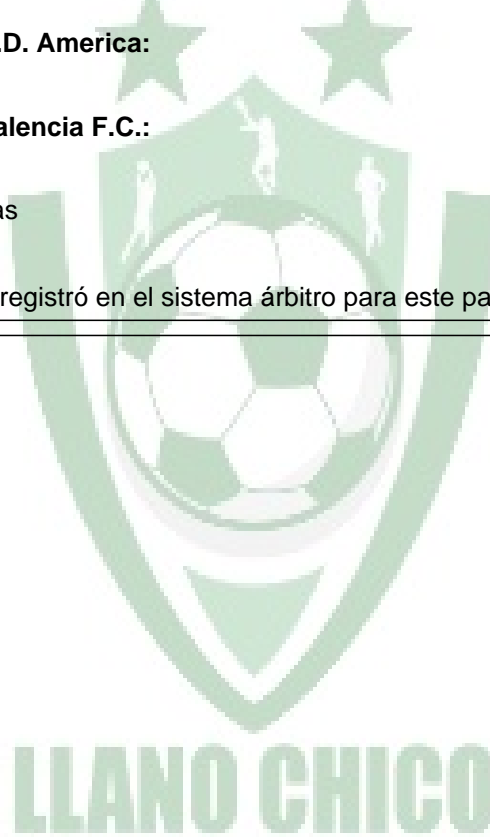 .D. America:
alencia F.C.:
as
registró en el sistema árbitro para este pa
LLANO CHICO